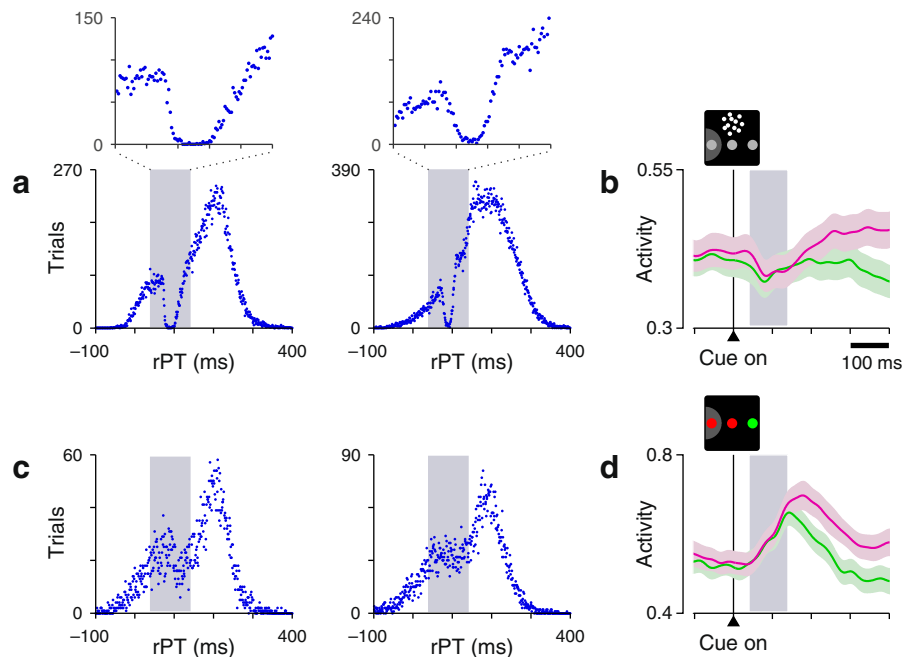 150
0
240
0
a
270
Trials
0
−100
rPT (ms)
400
390
0
rPT (ms)
400
b
0.55
Activity
0.3
Cue on
100 ms
c
60
Trials
0
−100
rPT (ms)
400
90
0
−100
rPT (ms)
400
d
0.8
Activity
0.4
Cue on